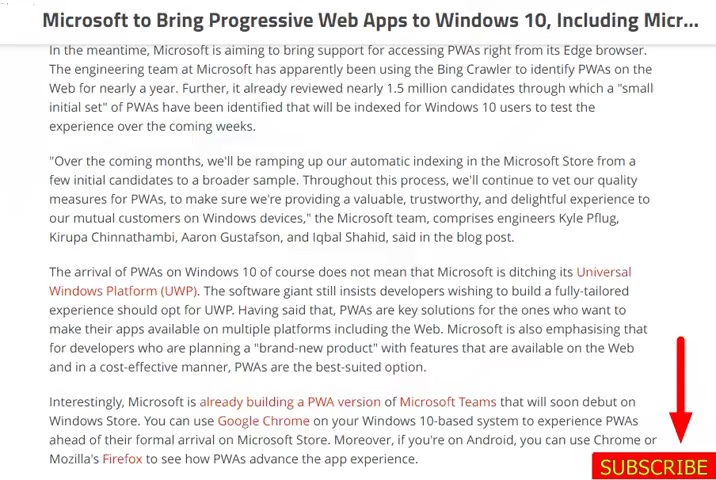 Microsoft to Bring Progressive Web Apps to Windows 10, Including Micr...
In the meantime, Microsoft is aiming to bring support for accessing PWAs right from its Edge browser.
The engineering team at Microsoft has apparently been using the Bing Crawler to identify PWAs on the
Web for nearly a year. Further, it already reviewed nearly 1.5 million candidates through which a "small
initial set" of PWAs have been identified that will be indexed for Windows 10 users to test the
experience over the coming weeks.
"Over the coming months, we'll be ramping up our automatic indexing in the Microsoft Store from a
few initial candidates to a broader sample. Throughout this process, we'll continue to vet our quality
measures for PWAs, to make sure we're providing a valuable, trustworthy, and delightful experience to
our mutual customers on Windows devices," the Microsoft team, comprises engineers Kyle Pflug,
Kirupa Chinnathambi, Aaron Gustafson, and Iqbal Shahid, said in the blog post.
The arrival of PWAs on Windows 10 of course does not mean that Microsoft is ditching its Universal
Windows Platform (UWP). The software giant still insists developers wishing to build a fully-tailored
experience should opt for UWP. Having said that, PWAs are key solutions for the ones who want to
make their apps available on multiple platforms including the Web. Microsoft is also emphasising that
for developers who are planning a "brand-new product" with features that are available on the Web
and in a cost-effective manner, PWAs are the best-suited option.
Interestingly, Microsoft is already building a PWA version of Microsoft Teams that will soon debut on
Windows Store. You can use Google Chrome on your Windows 10-based system to experience PWAs
ahead of their formal arrival on Microsoft Store. Moreover, if you're on Android, you can use Chrome or
Mozilla's Firefox to see how PWAs advance the app experience.
SUBSCRIBE